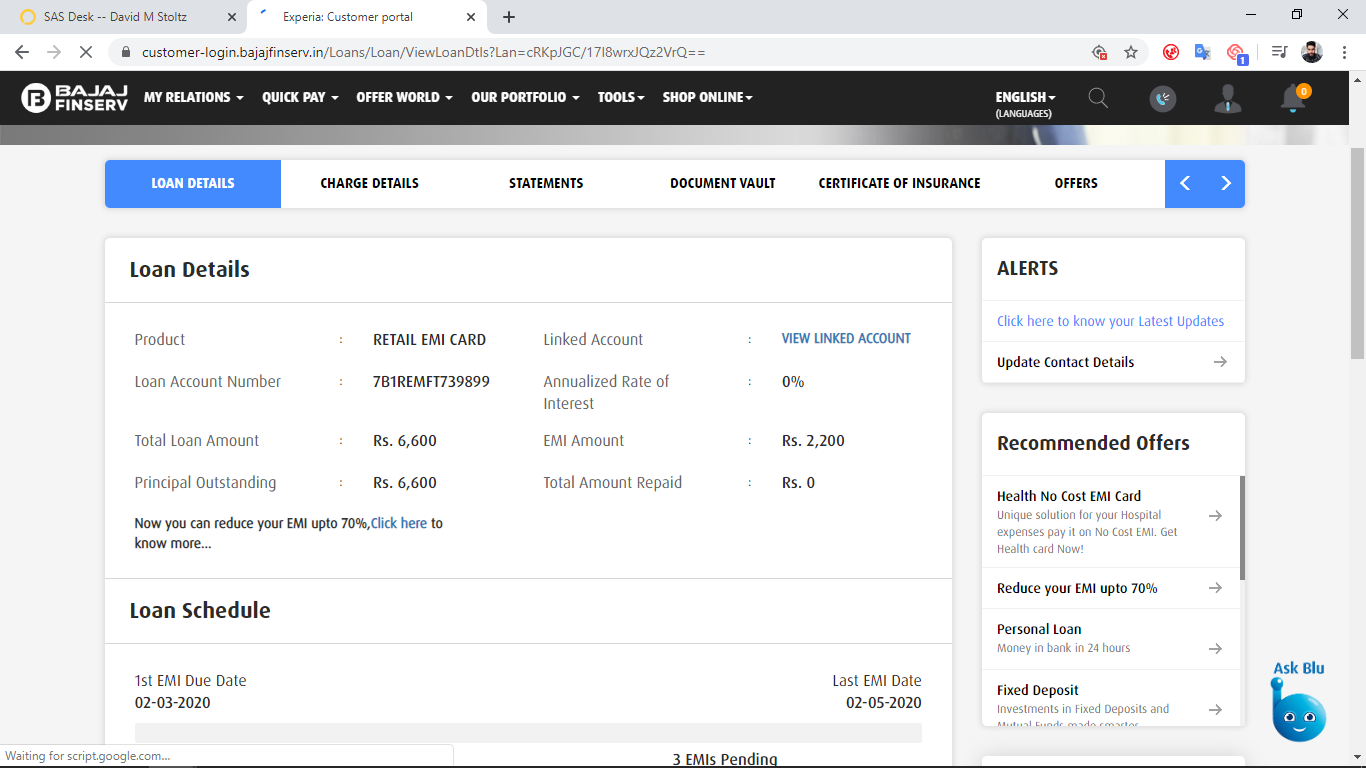 SAS Desk -- David M Stoltz
Experia: Customer portal
customer-login.bajajfinserv.in/Loans/Loan/ViewLoanDtls?Lan=cRKpJGC/17I8wrxJQz2VrQ==
1
BAJAJ
FINSERV
MY RELATIONS
QUICK PAY
OFFER WORLD
OUR PORTFOLIO
TOOLS
SHOP ONLINE
ENGLISH
(LANGUAGES)
0
LOAN DETAILS
CHARGE DETAILS
STATEMENTS
DOCUMENT VAULT
CERTIFICATE OF INSURANCE
OFFERS
Loan Details
Product : RETAIL EMI CARD
Linked Account : VIEW LINKED ACCOUNT
Loan Account Number : 7B1REMFT739899
Annualized Rate of
Interest : 0%
Total Loan Amount : Rs. 6,600
EMI Amount : Rs. 2,200
Principal Outstanding : Rs. 6,600
Total Amount Repaid : Rs. 0
Now you can reduce your EMI upto 70%,Click here to
know more...
Loan Schedule
1st EMI Due Date
02-03-2020
Last EMI Date
02-05-2020
3 EMIs Pending
ALERTS
Click here to know your Latest Updates
Update Contact Details
Recommended Offers
Health No Cost EMI Card
Unique solution for your Hospital
expenses pay it on No Cost EMI. Get
Health card Now!
Reduce your EMI upto 70%
Personal Loan
Money in bank in 24 hours
Fixed Deposit
Investments in Fixed Deposits and
Mutual Funds made smarter
Ask Blu
Waiting for script.google.com...